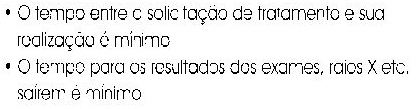 • O tempo entre a solicitação de tratamento e sua
realização é mínimo
• O tempo para os resultados dos exames, raios X etc.
saírem é mínimo